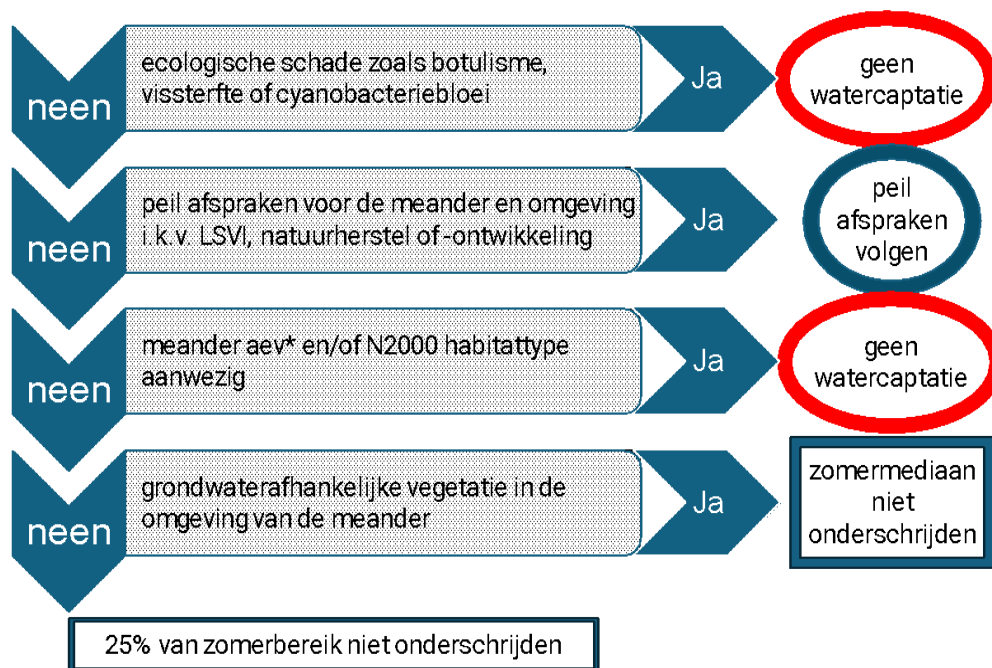 neen
ecologische schade zoals botulisme,
vissterfte of cyanobacteriebloei
Ja
geen
watercaptatie
neen
peil afspraken voor de meander en omgeving
i.k.v. LSVI, natuurherstel of -ontwikkeling
Ja
peil
afspraken
volgen
neen
meander aev* en/of N2000 habitattype
aanwezig
Ja
geen
watercaptatie
neen
grondwaterafhankelijke vegetatie in de
omgeving van de meander
Ja
zomermediaan
niet
onderschrijden
25% van zomerbereik niet onderschrijden